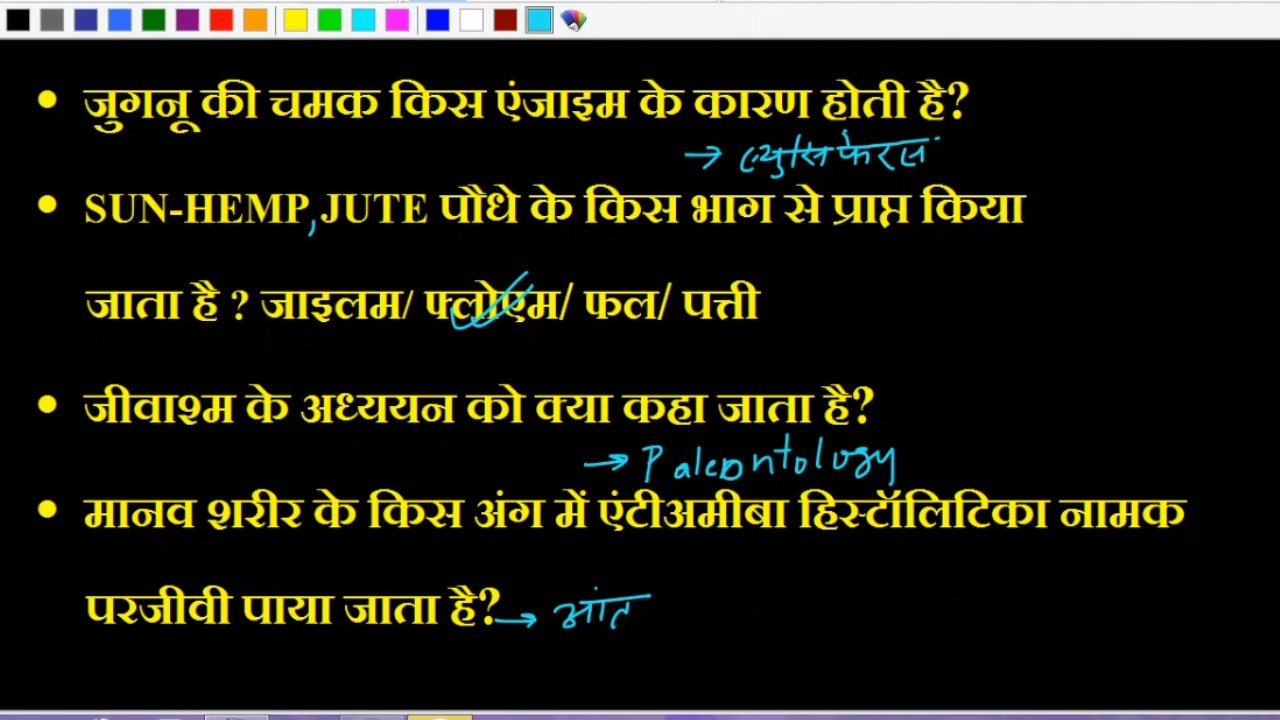 • जुगनू की चमक किस एंजाइम के कारण होती है?
→ ल्युसिफेरस
• SUN-HEMP, JUTE पौधे के किस भाग से प्राप्त किया
जाता है ? जाइलम/ फ्लोएम/ फल/ पत्ती
• जीवाश्म के अध्ययन को क्या कहा जाता है?
→ Paleontology
• मानव शरीर के किस अंग में एंटीअमीबा हिस्टॉलिटिका नामक
परजीवी पाया जाता है? → आंत